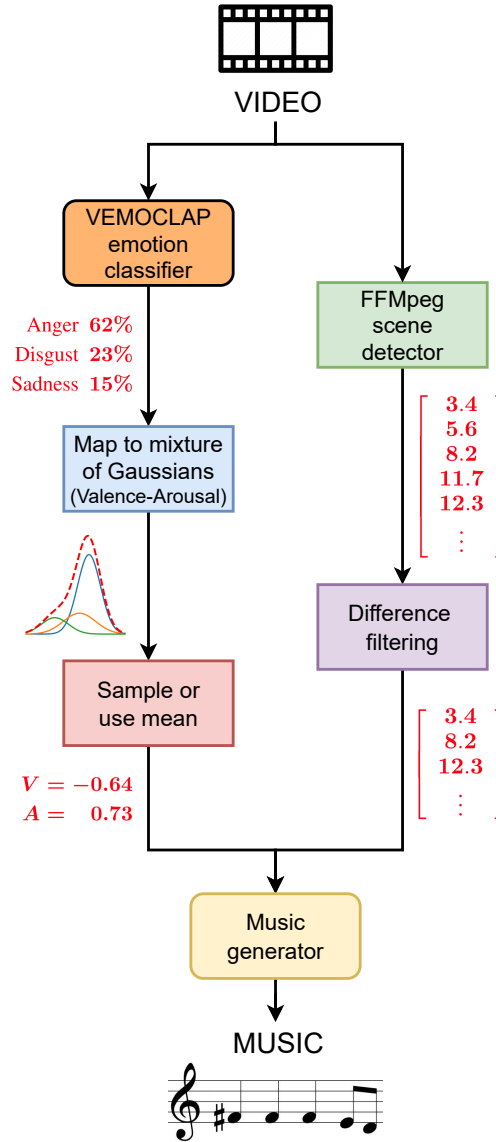 VIDEO
VEMOCLAP
emotion
classifier
Anger 62%
Disgust 23%
Sadness 15%
Map to mixture
of Gaussians
(Valence-Arousal)
Sample or
use mean
V = −0.64
A = 0.73
FFMpeg
scene
detector
3.4
5.6
8.2
11.7
12.3
⋮
Difference
filtering
3.4
8.2
12.3
⋮
Music
generator
MUSIC